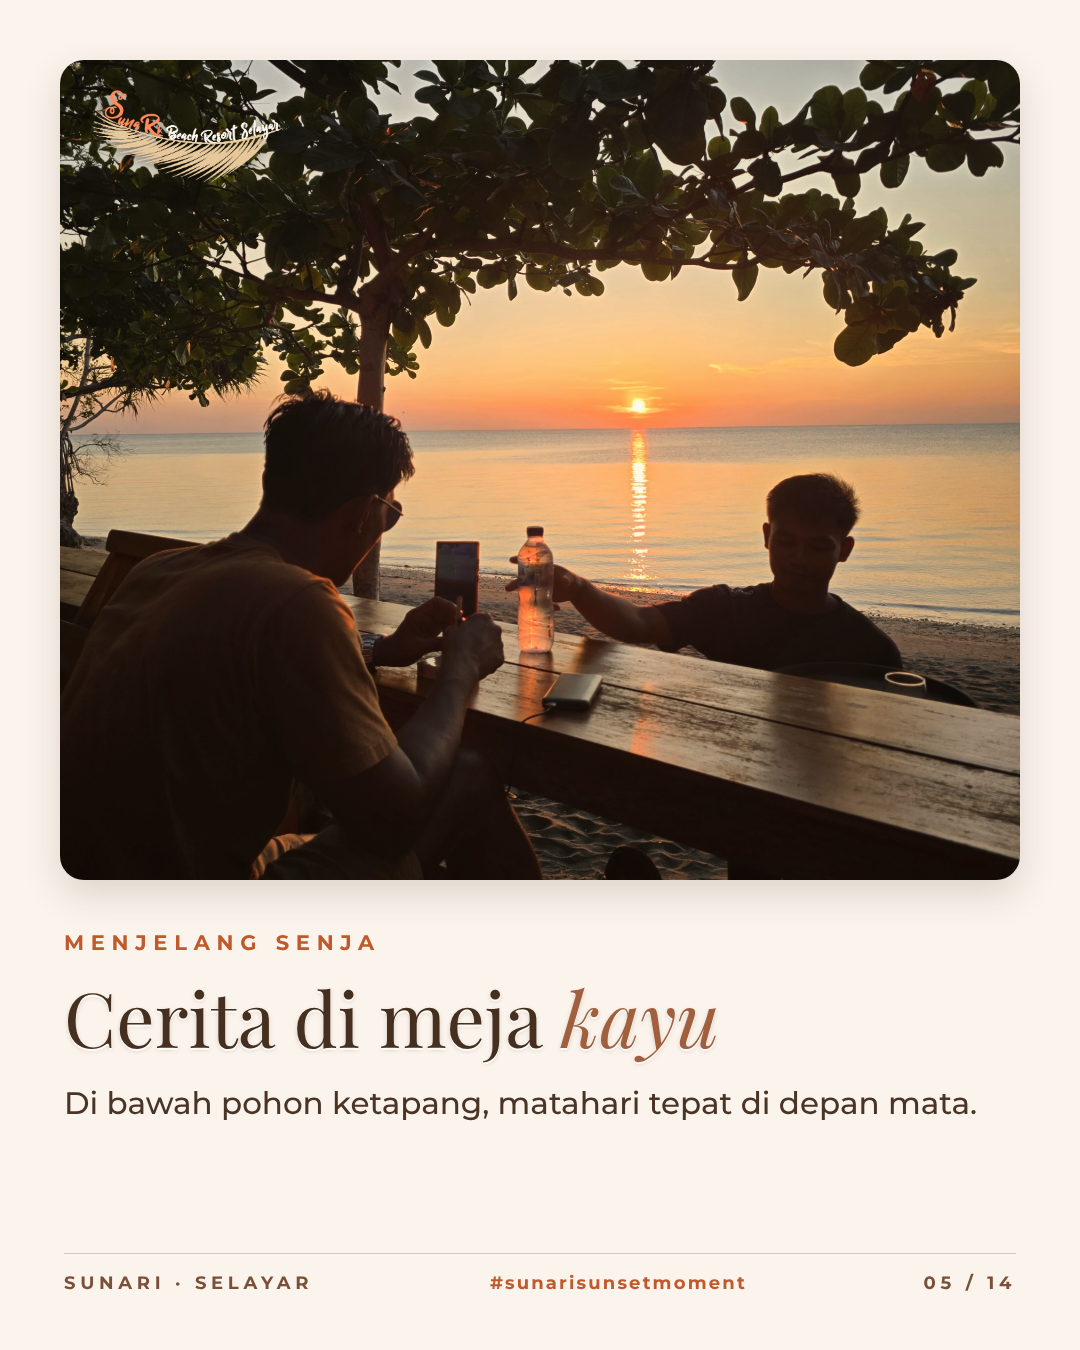 SunaRi Beach Resort Selayar
MENJELANG SENJA
Cerita di meja kayu
Di bawah pohon ketapang, matahari tepat di depan mata.
SUNARI · SELAYAR
#sunarisunsetmoment
05 / 14